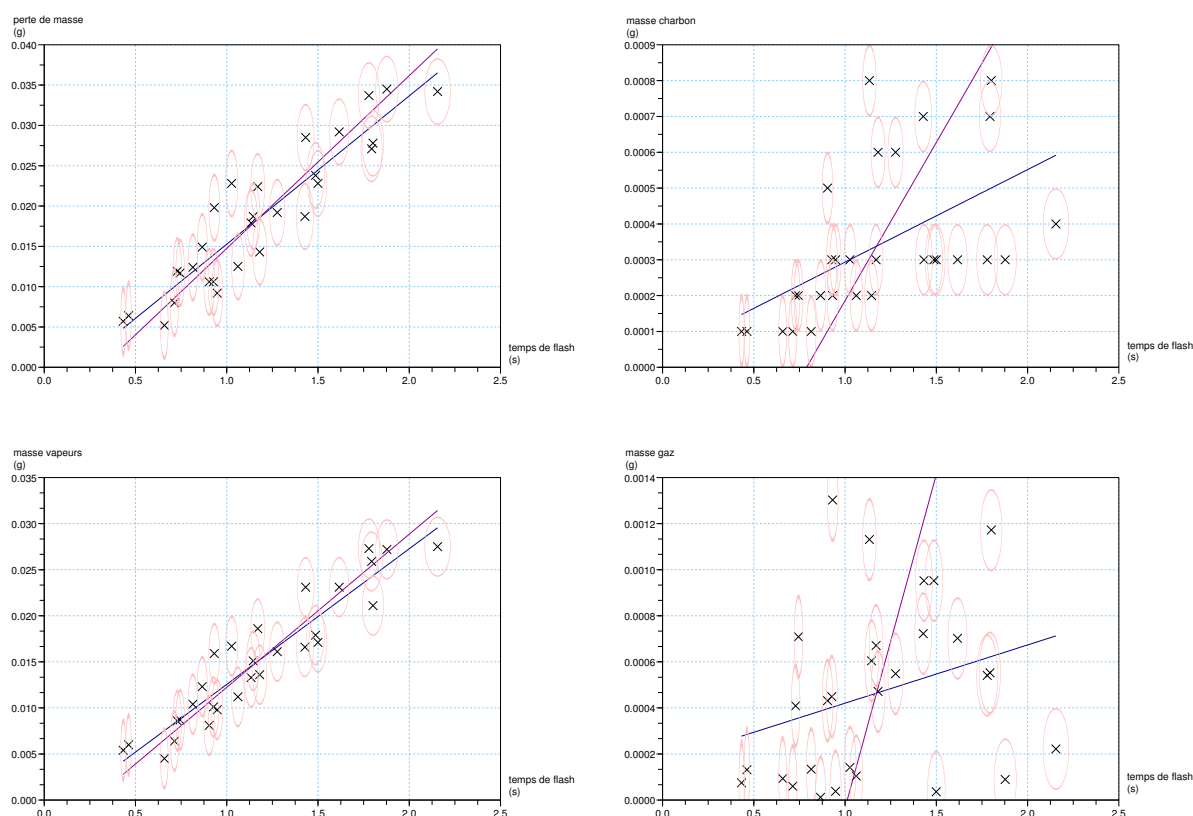 perte de masse
(g)
0.040
0.035
0.030
0.025
0.020
0.015
0.010
0.005
0.000
0.0 0.5 1.0 1.5 2.0 2.5
temps de flash
(s)
masse charbon
(g)
0.0009
0.0008
0.0007
0.0006
0.0005
0.0004
0.0003
0.0002
0.0001
0.0000
0.0 0.5 1.0 1.5 2.0 2.5
temps de flash
(s)
masse vapeurs
(g)
0.035
0.030
0.025
0.020
0.015
0.010
0.005
0.000
0.0 0.5 1.0 1.5 2.0 2.5
temps de flash
(s)
masse gaz
(g)
0.0014
0.0012
0.0010
0.0008
0.0006
0.0004
0.0002
0.0000
0.0 0.5 1.0 1.5 2.0 2.5
temps de flash
(s)